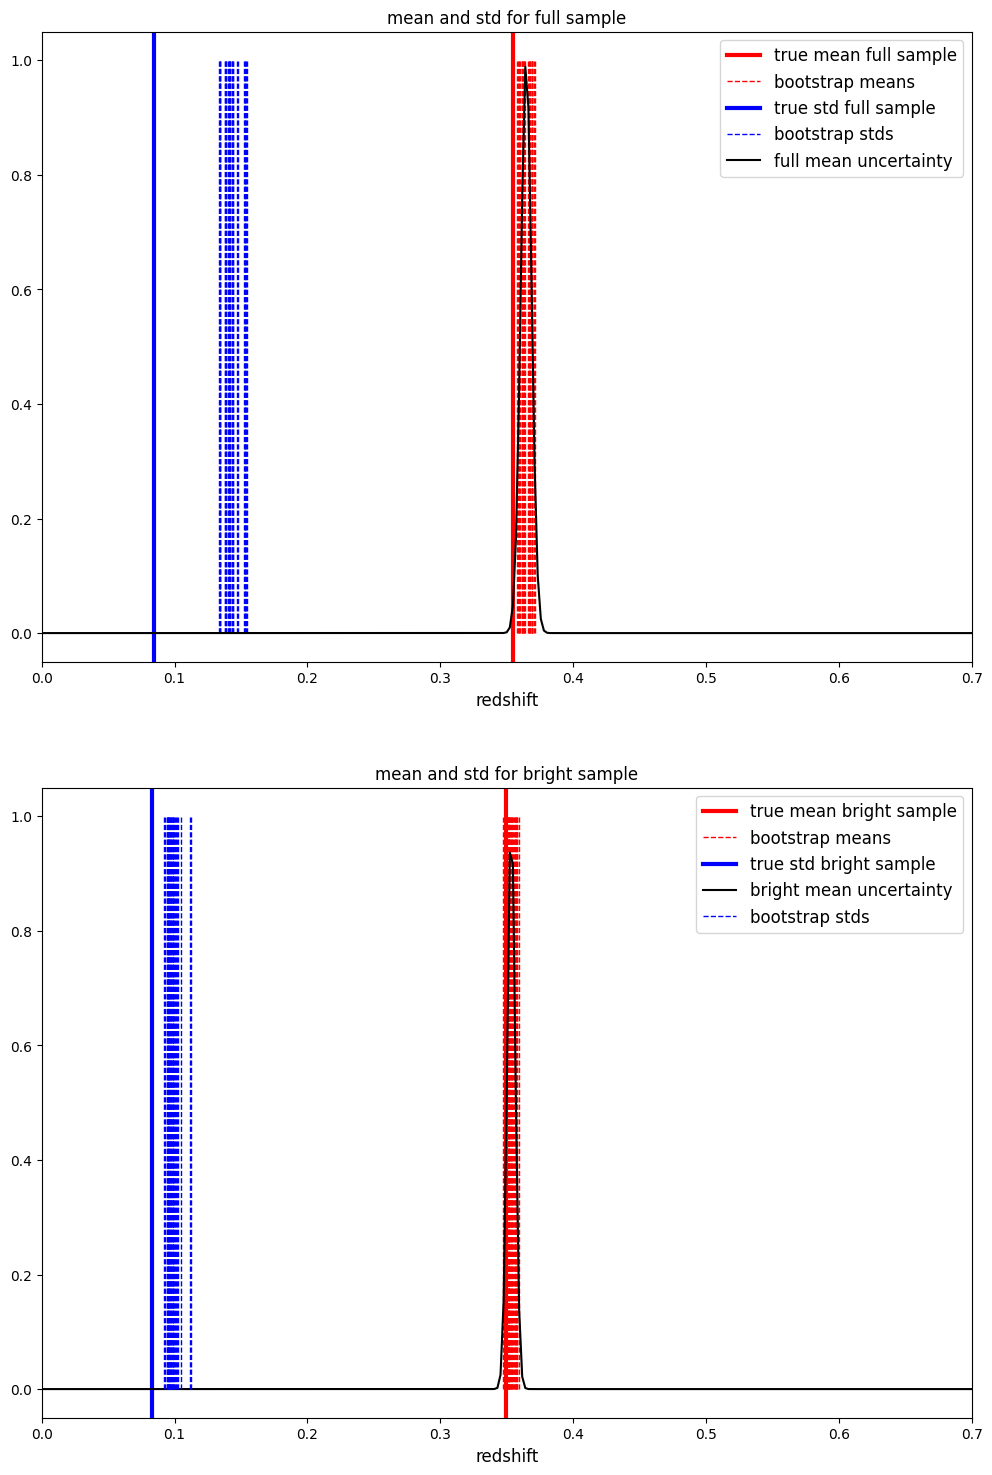 mean and std for full sample
true mean full sample
bootstrap means
true std full sample
bootstrap stds
full mean uncertainty
1.0
0.8
0.6
0.4
0.2
0.0
0.0 0.1 0.2 0.3 0.4 0.5 0.6 0.7
redshift
mean and std for bright sample
true mean bright sample
bootstrap means
true std bright sample
bright mean uncertainty
bootstrap stds
1.0
0.8
0.6
0.4
0.2
0.0
0.0 0.1 0.2 0.3 0.4 0.5 0.6 0.7
redshift